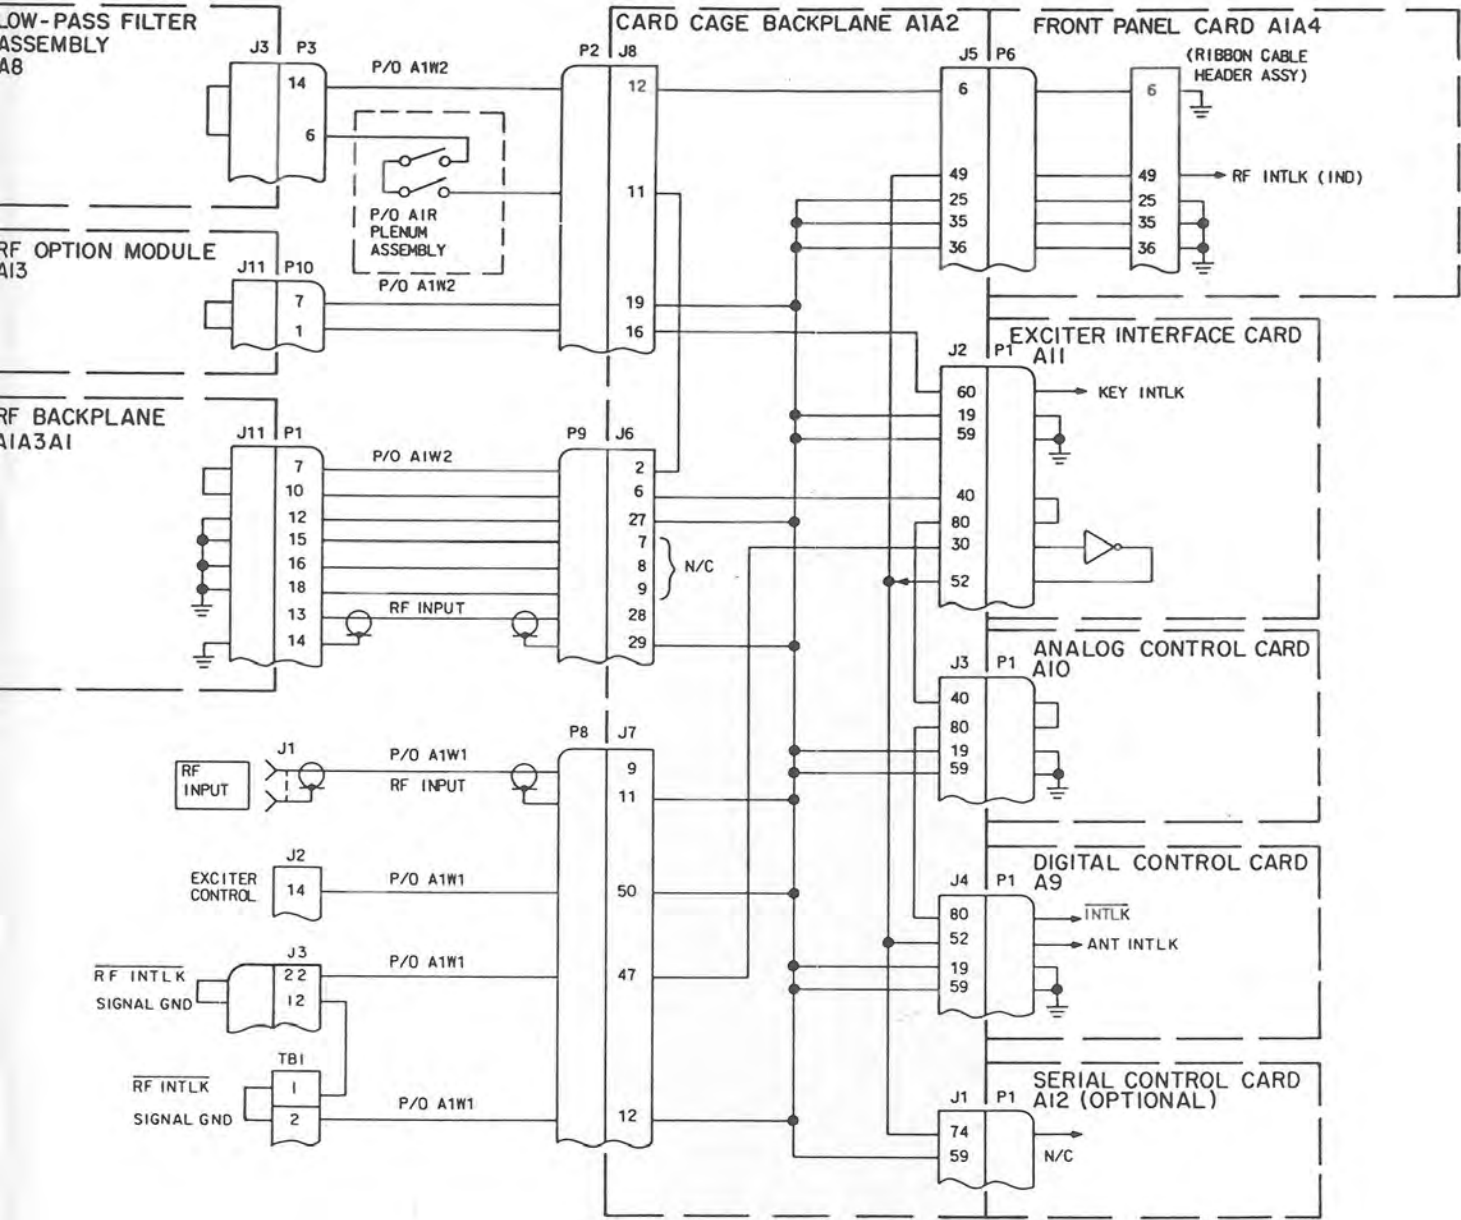 LOW-PASS FILTER
ASSEMBLY
A8
J3 P3
14
6
P/O A1W2
P/O AIR
PLENUM
ASSEMBLY
P/O A1W2
RF OPTION MODULE
A13
J11 P10
7
1
RF BACKPLANE
A1A3A1
J11 P1
7
10
12
15
16
18
13
14
P/O A1W2
RF INPUT
CARD CAGE BACKPLANE A1A2
P2 J8
12
11
19
16
P9 J6
2
6
27
7
8
9
28
29
N/C
RF
INPUT
J1
P/O A1W1
RF INPUT
P8 J7
9
11
50
47
12
EXCITER
CONTROL
J2
14
P/O A1W1
RF INTLK
SIGNAL GND
J3
22
12
P/O A1W1
RF INTLK
SIGNAL GND
TB1
1
2
P/O A1W1
FRONT PANEL CARD A1A4
(RIBBON CABLE
HEADER ASSY)
J5 P6
6
49
25
35
36
6
49
25
35
36
RF INTLK (IND)
EXCITER INTERFACE CARD
A11
J2 P1
60
19
59
40
80
30
52
KEY INTLK
ANALOG CONTROL CARD
A10
J3 P1
40
80
19
59
DIGITAL CONTROL CARD
A9
J4 P1
80
52
19
59
INTLK
ANT INTLK
SERIAL CONTROL CARD
A12 (OPTIONAL)
J1 P1
74
59
N/C